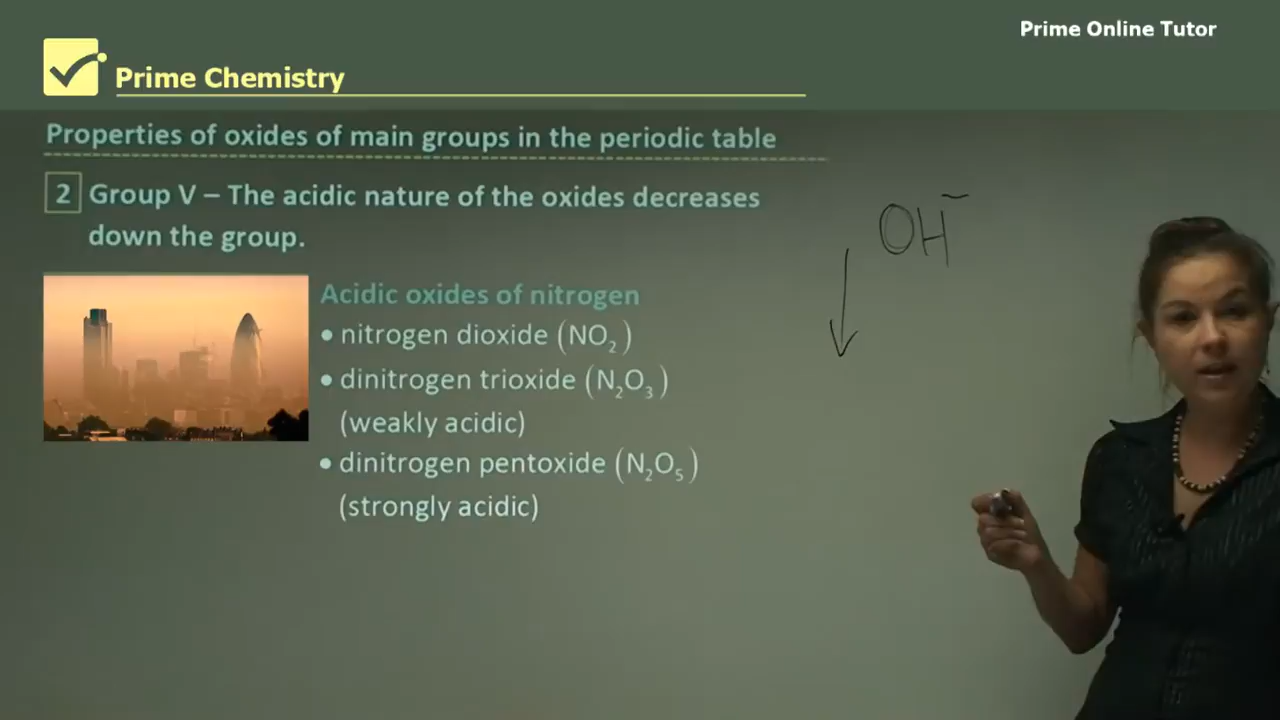 Prime Online Tutor
Prime Chemistry
Properties of oxides of main groups in the periodic table
2 Group V – The acidic nature of the oxides decreases
down the group.
OH⁻
Acidic oxides of nitrogen
• nitrogen dioxide (NO₂)
• dinitrogen trioxide (N₂O₃)
(weakly acidic)
• dinitrogen pentoxide (N₂O₅)
(strongly acidic)